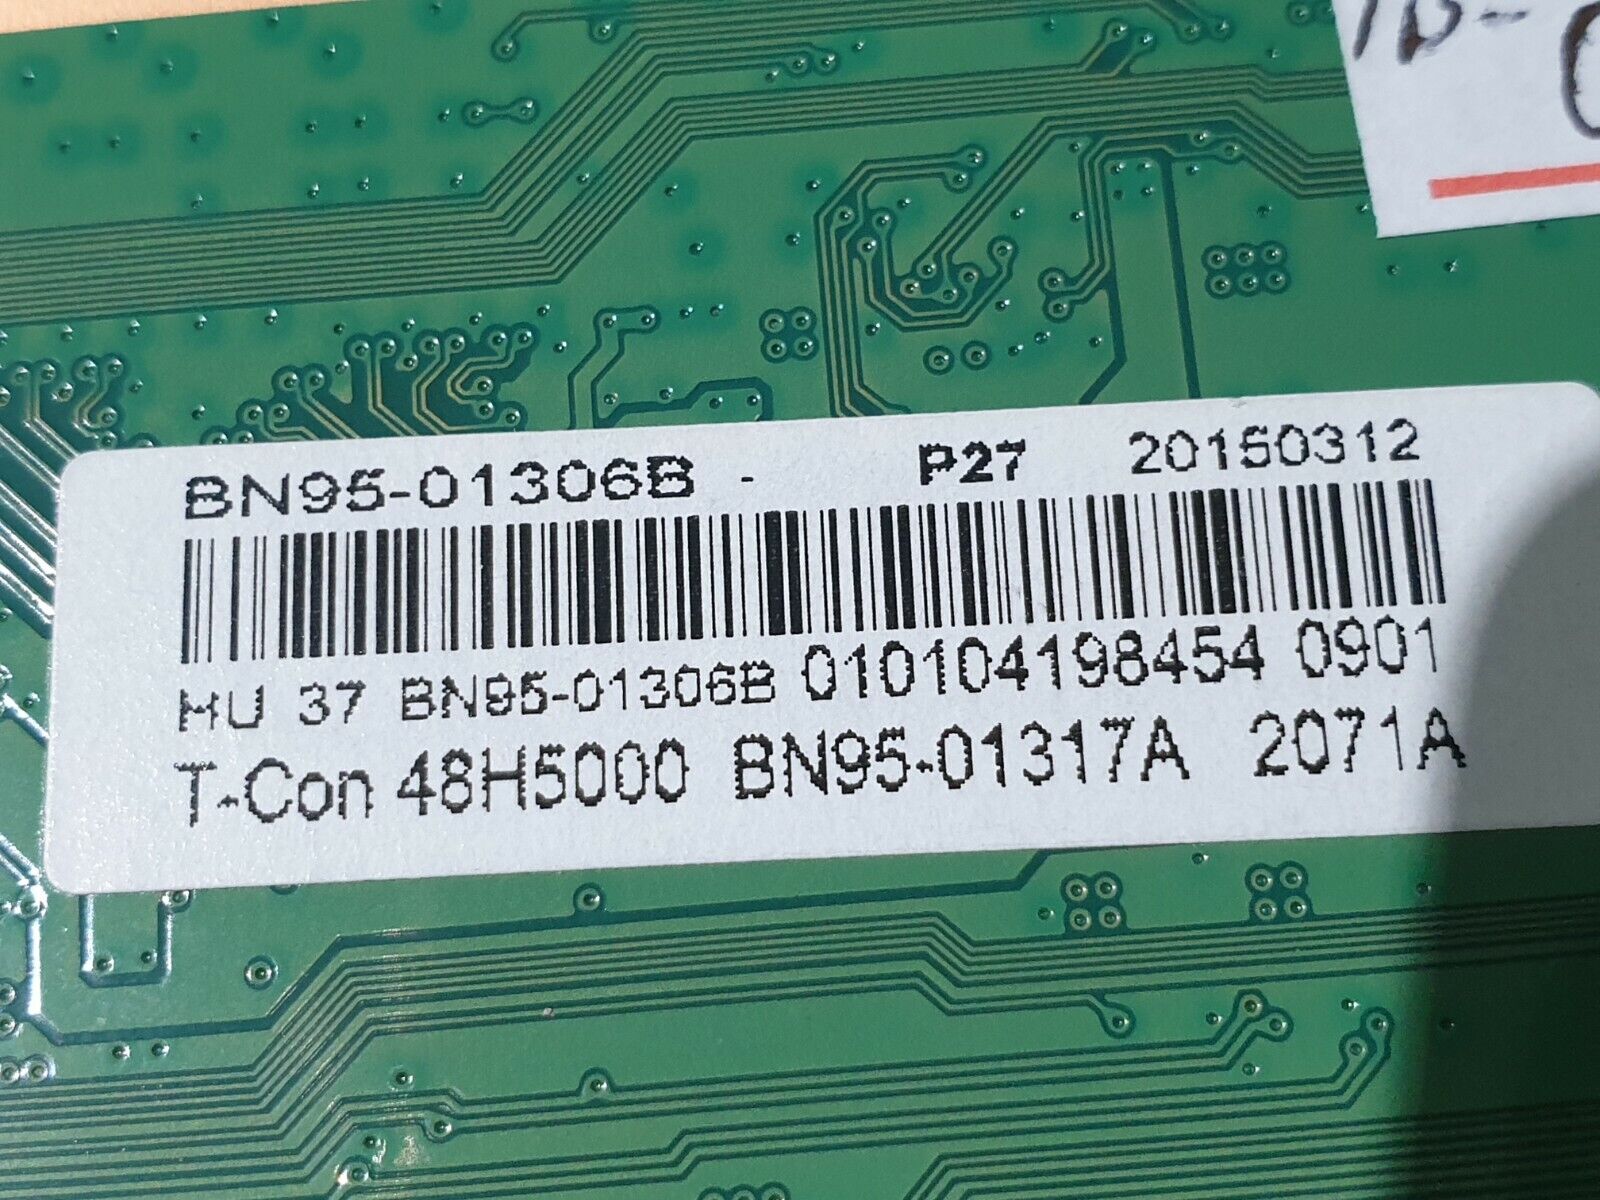 BN95-01306B - P27 20150312
HU 37 BN95-01306B 010104198454 0901
T-Con 48H5000 BN95-01317A 2071A